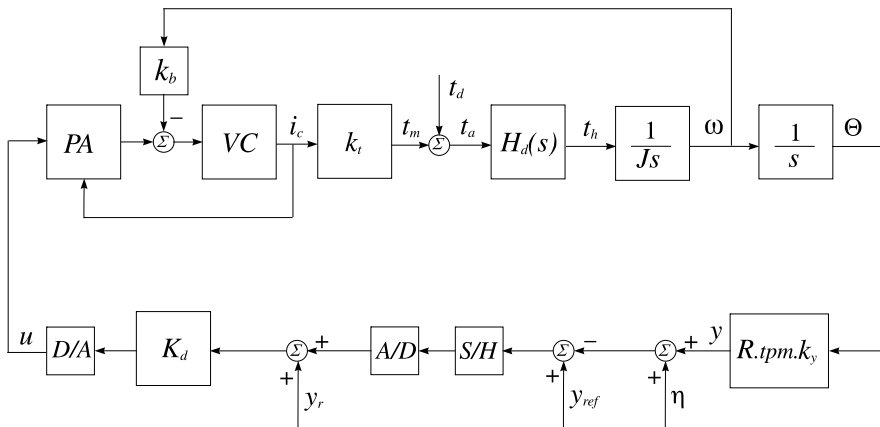 k_b
−
t_d
PA
Σ
VC
i_c
k_t
t_m
Σ
t_a
H_d(s)
t_h
1
Js
ω
1
s
Θ
u
D/A
K_d
Σ
+
+
y_r
A/D
S/H
Σ
−
+
y_ref
Σ
+
+
η
y
R.tpm.k_y